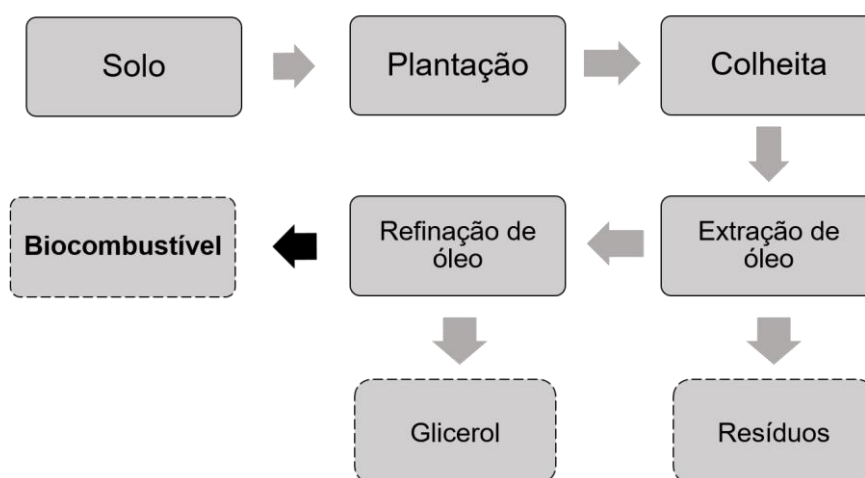 Solo
Plantação
Colheita
Biocombustível
Refinação de
óleo
Extração de
óleo
Glicerol
Resíduos